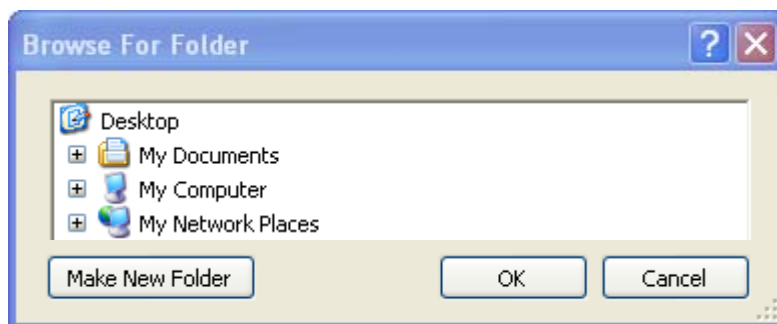 Browse For Folder
?
Desktop
My Documents
My Computer
My Network Places
Make New Folder OK Cancel